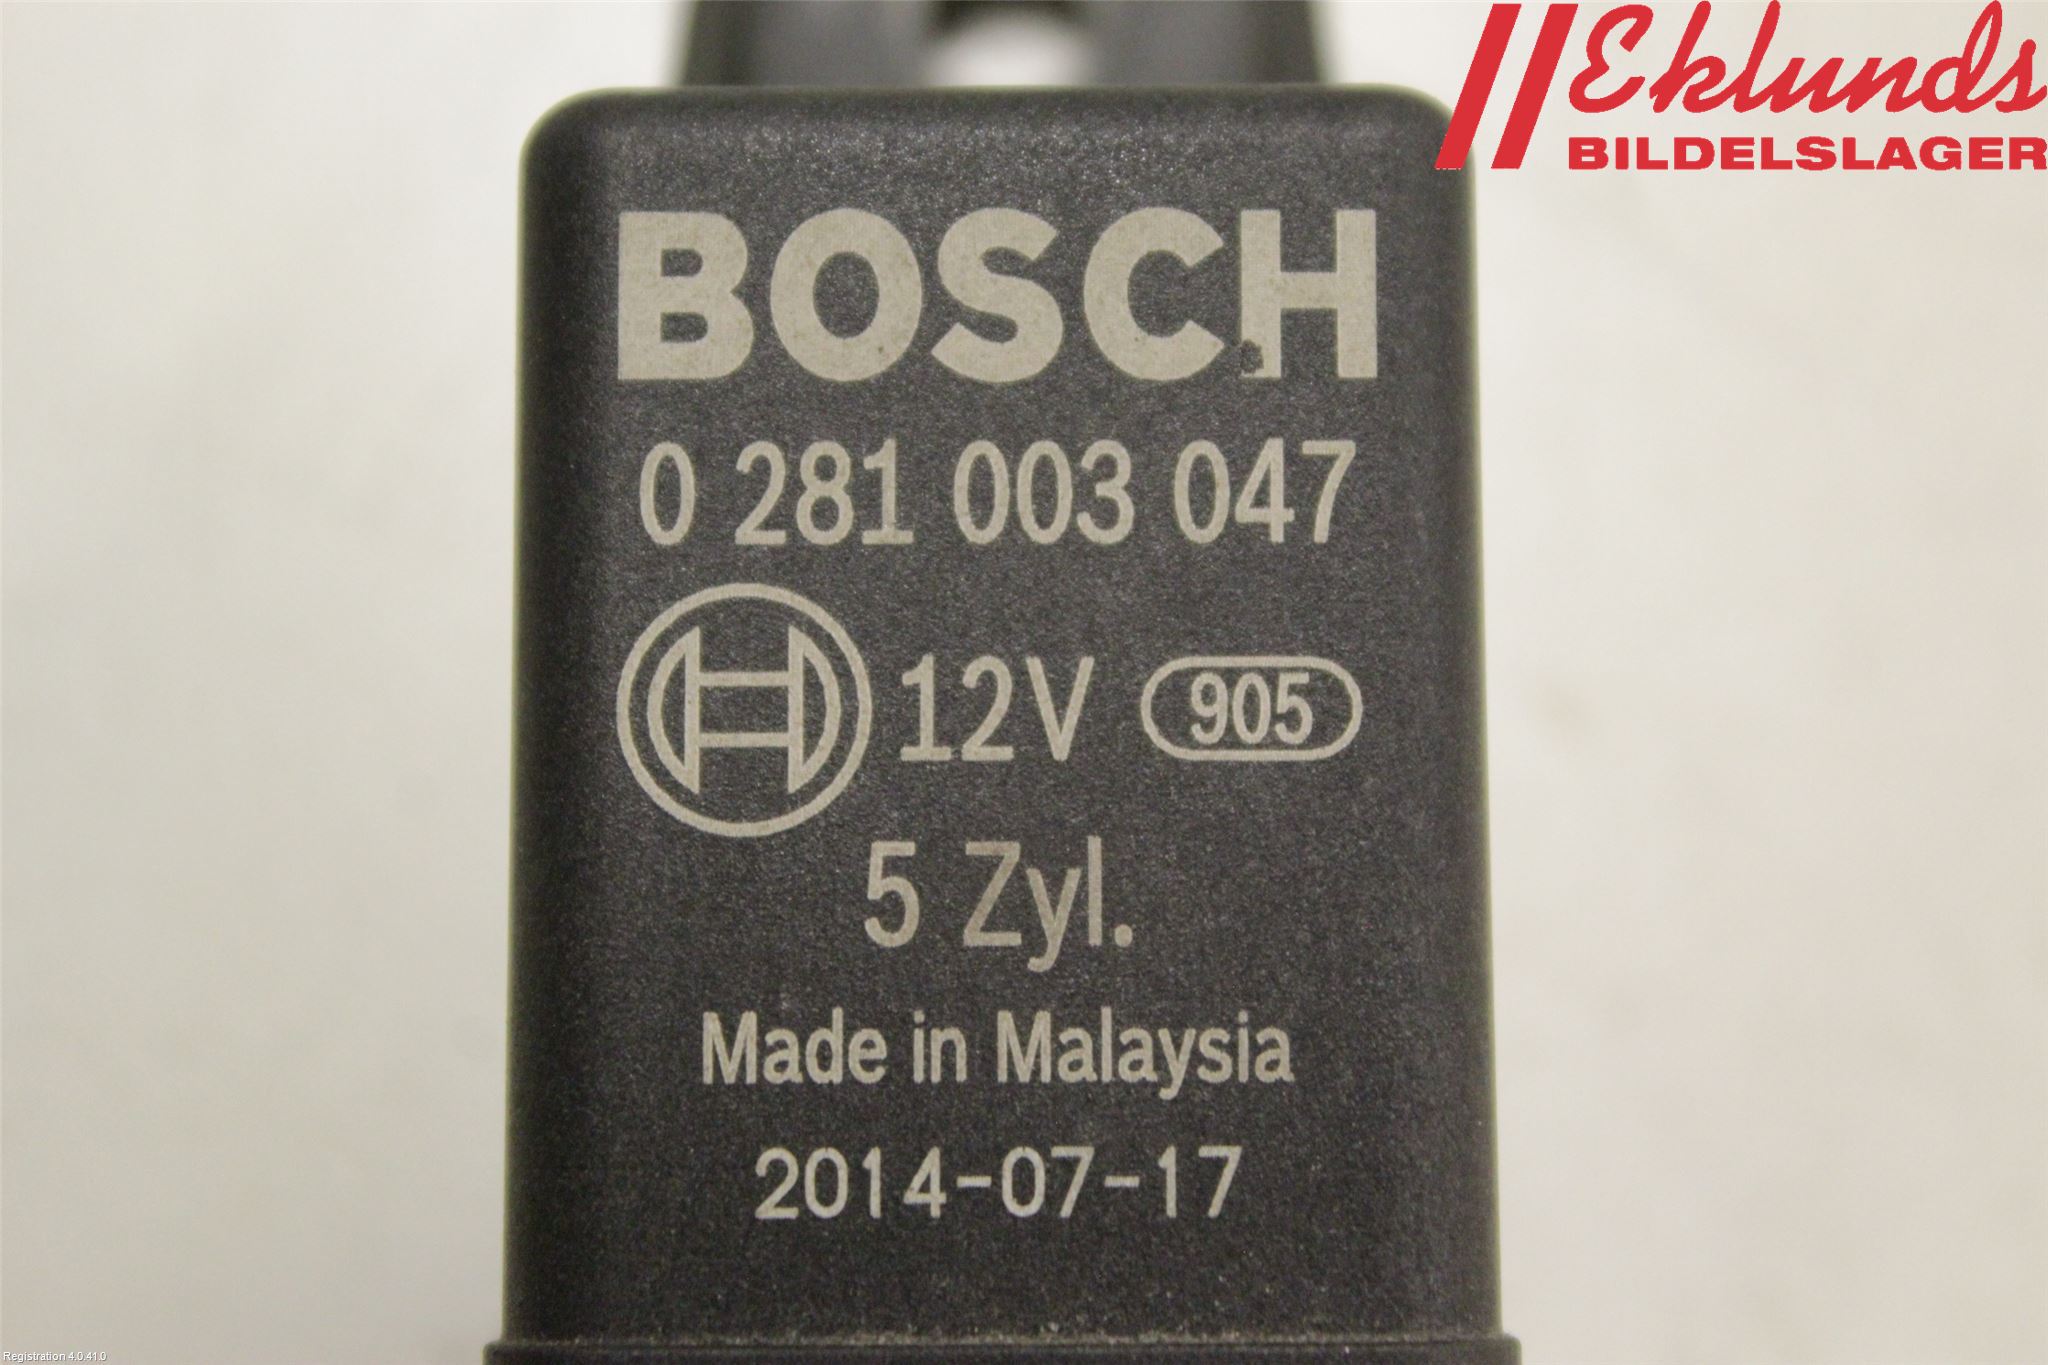 Eklunds
BILDELSLAGER
BOSCH
0 281 003 047
12V 905
5 Zyl.
Made in Malaysia
2014-07-17
Registration 4.0.41.0